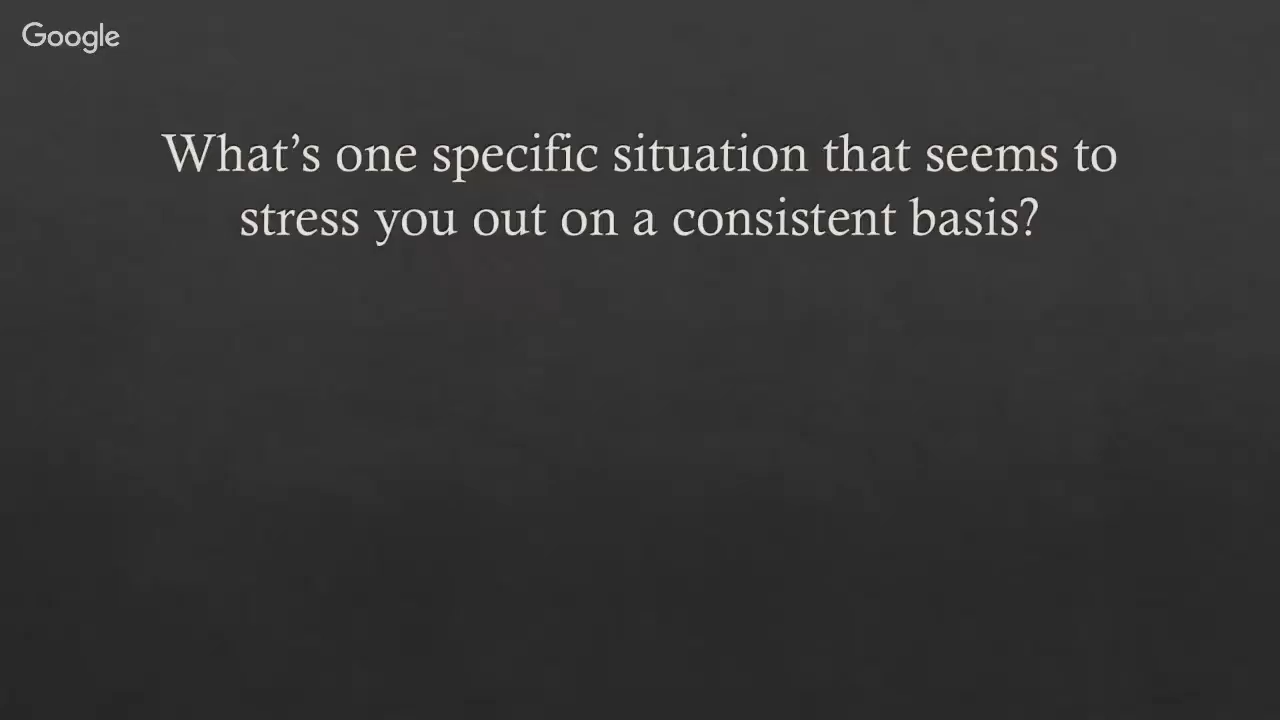 Google
What’s one specific situation that seems to
stress you out on a consistent basis?